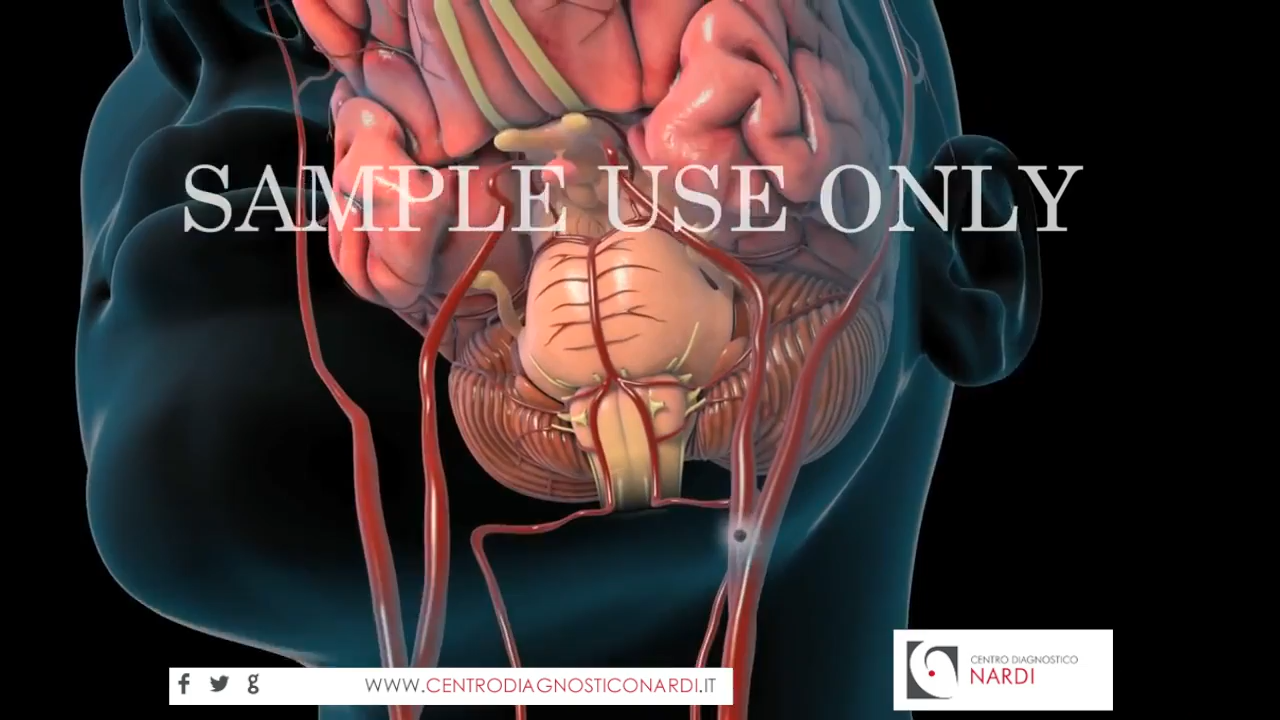 SAMPLE USE ONLY
WWW.CENTRODIAGNOSTICONARDI.IT
CENTRO DIAGNOSTICO
NARDI